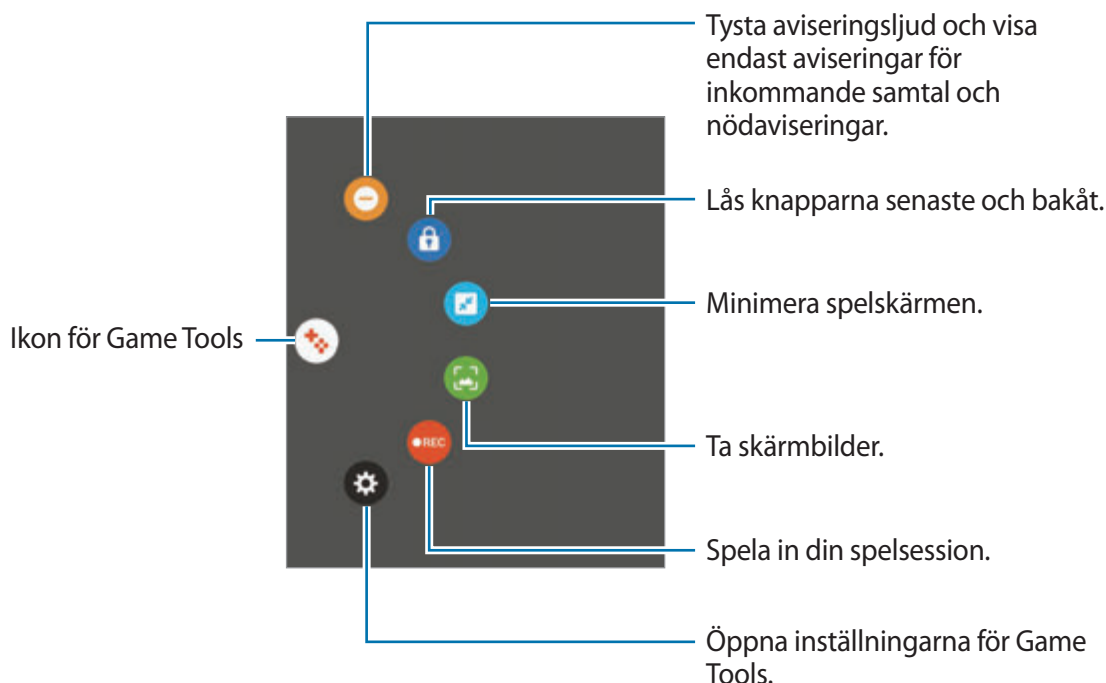 Tysta aviseringsljud och visa
endast aviseringar för
inkommande samtal och
nödaviseringar.
Lås knapparna senaste och bakåt.
Minimera spelskärmen.
Ikon för Game Tools
Ta skärmbilder.
REC
Spela in din spelsession.
Öppna inställningarna för Game
Tools.